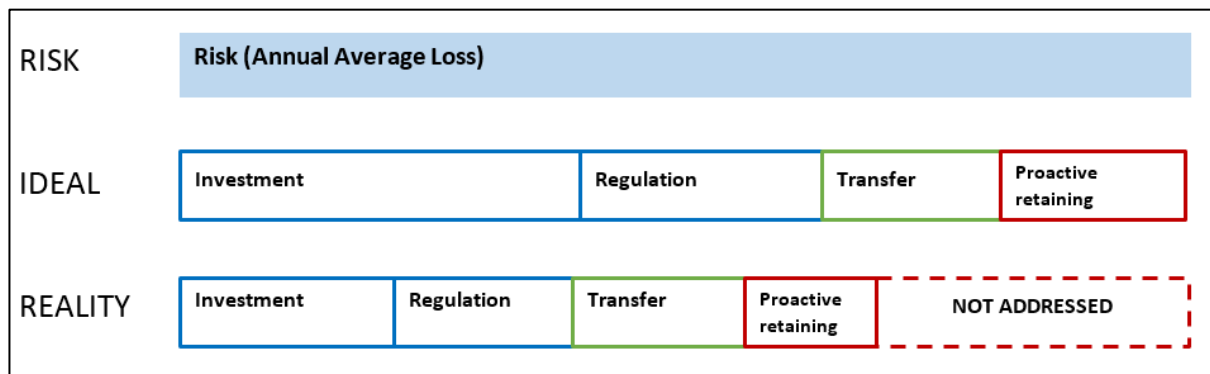 RISK
Risk (Annual Average Loss)
IDEAL
Investment
Regulation
Transfer
Proactive
retaining
REALITY
Investment
Regulation
Transfer
Proactive
retaining
NOT ADDRESSED